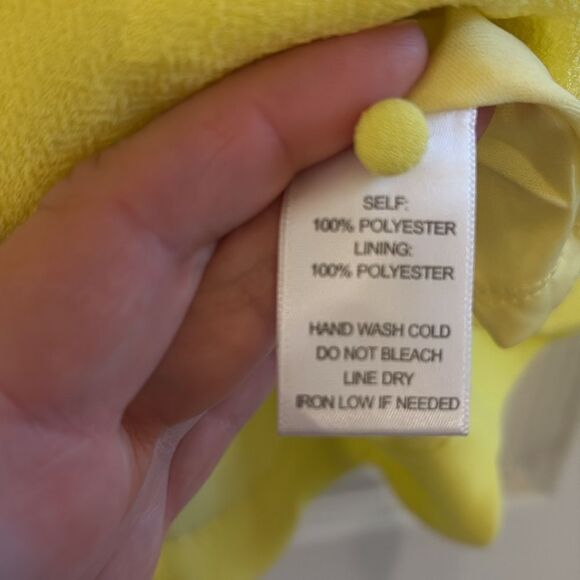 SELF:
100% POLYESTER
LINING:
100% POLYESTER
HAND WASH COLD
DO NOT BLEACH
LINE DRY
IRON LOW IF NEEDED